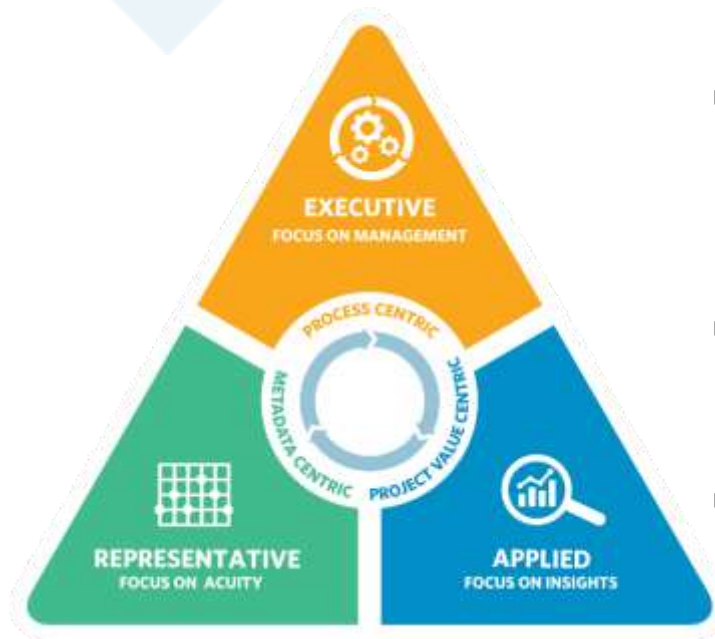 EXECUTIVE
FOCUS ON MANAGEMENT
PROCESS CENTRIC
METADATA CENTRIC
PROJECT VALUE CENTRIC
REPRESENTATIVE
FOCUS ON ACUITY
APPLIED
FOCUS ON INSIGHTS